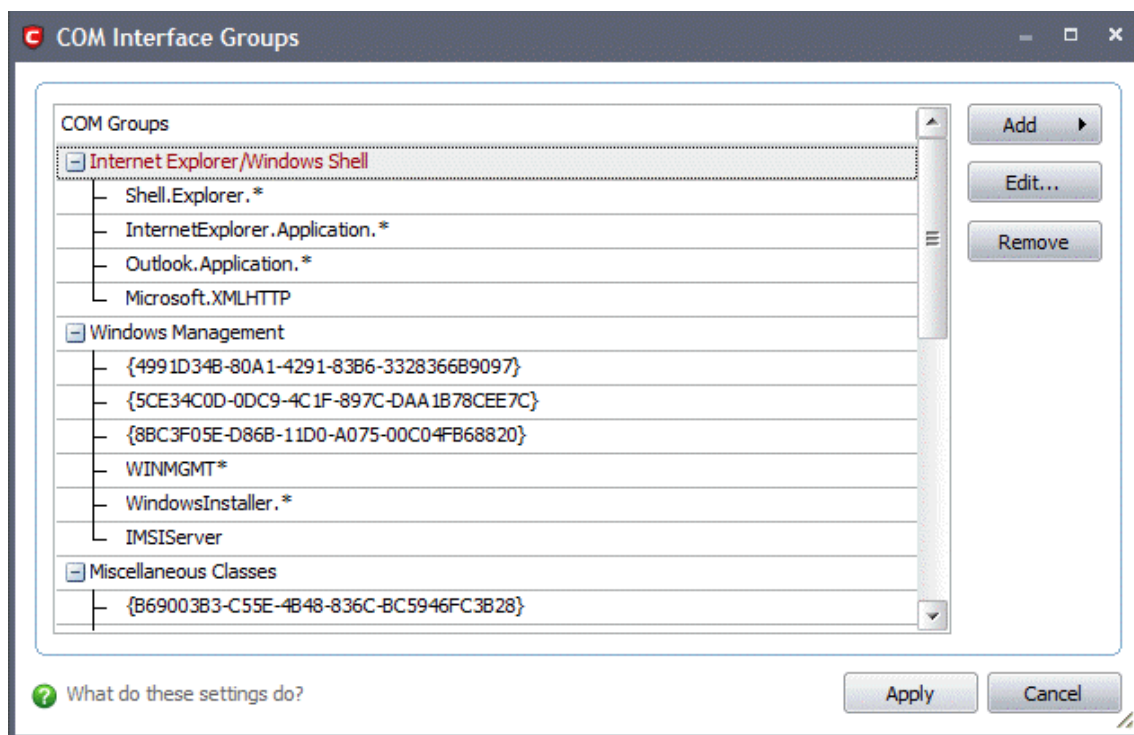 COM Interface Groups
COM Groups
Add
Internet Explorer/Windows Shell
Edit...
Shell.Explorer.*
InternetExplorer.Application.*
Remove
Outlook.Application.*
Microsoft.XMLHTTP
Windows Management
{4991D34B-80A1-4291-83B6-3328366B9097}
{5CE34C0D-0DC9-4C1F-897C-DAA1B78CEE7C}
{8BC3F05E-D86B-11D0-A075-00C04FB68820}
WINMGMT*
WindowsInstaller.*
IMSIServer
Miscellaneous Classes
{B69003B3-C55E-4B48-836C-BC5946FC3B28}
What do these settings do?
Apply
Cancel